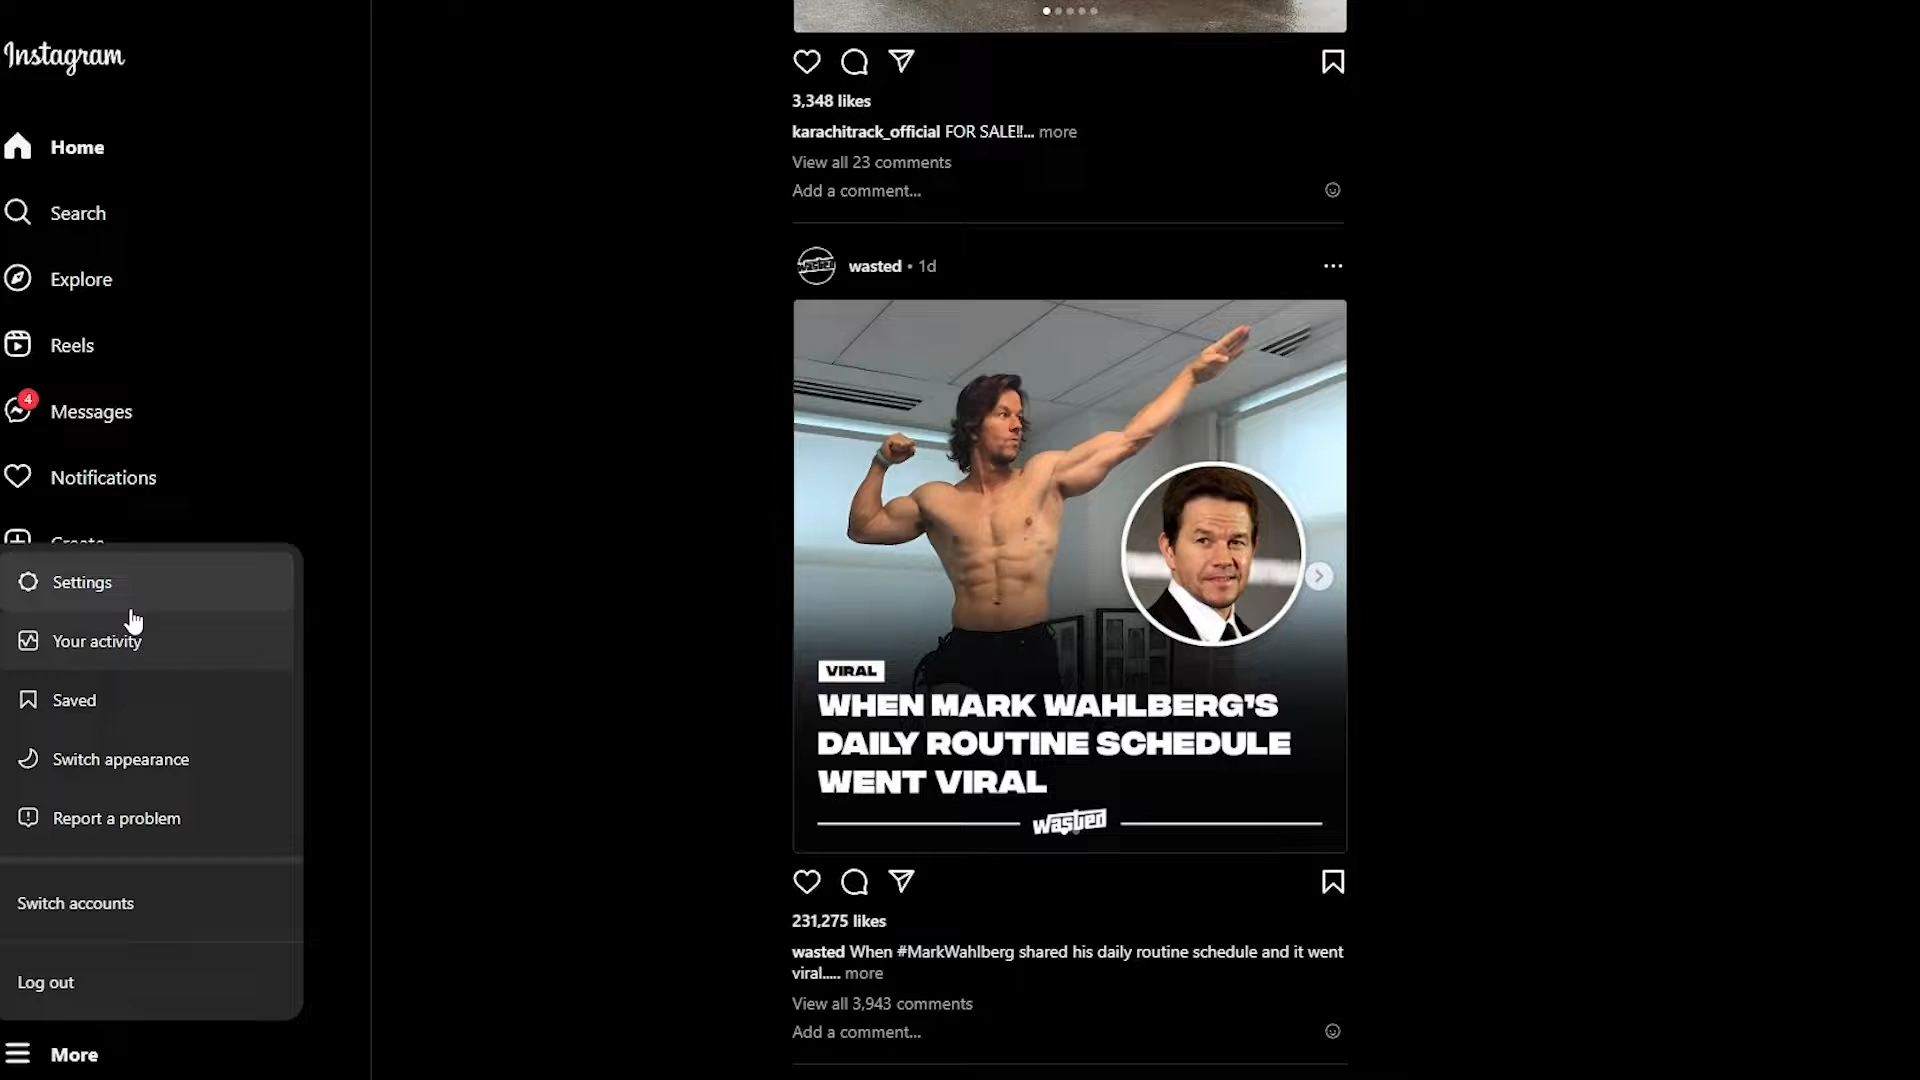 Instagram
Home
Search
Explore
Reels
4
Messages
Notifications
Create
Settings
Your activity
Saved
Switch appearance
Report a problem
Switch accounts
Log out
More
3,348 likes
karachitrack_official FOR SALE!!... more
View all 23 comments
Add a comment...
wasted
wasted • 1d
VIRAL
WHEN MARK WAHLBERG'S
DAILY ROUTINE SCHEDULE
WENT VIRAL
wasted
231,275 likes
wasted When #MarkWahlberg shared his daily routine schedule and it went
viral..... more
View all 3,943 comments
Add a comment...